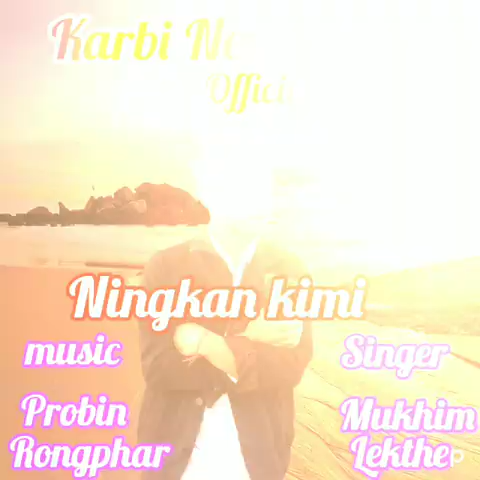 Karbi
Ningkan kimi
music
Singer
Probin
Rongphar
Mukhim
Lekthe